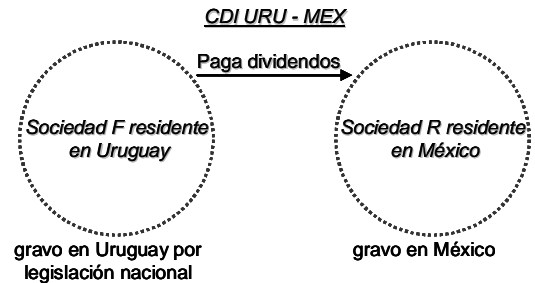 CDI URU - MEX
Paga dividendos
Sociedad F residente
en Uruguay
Sociedad R residente
en México
gravo en Uruguay por
legislación nacional
gravo en México